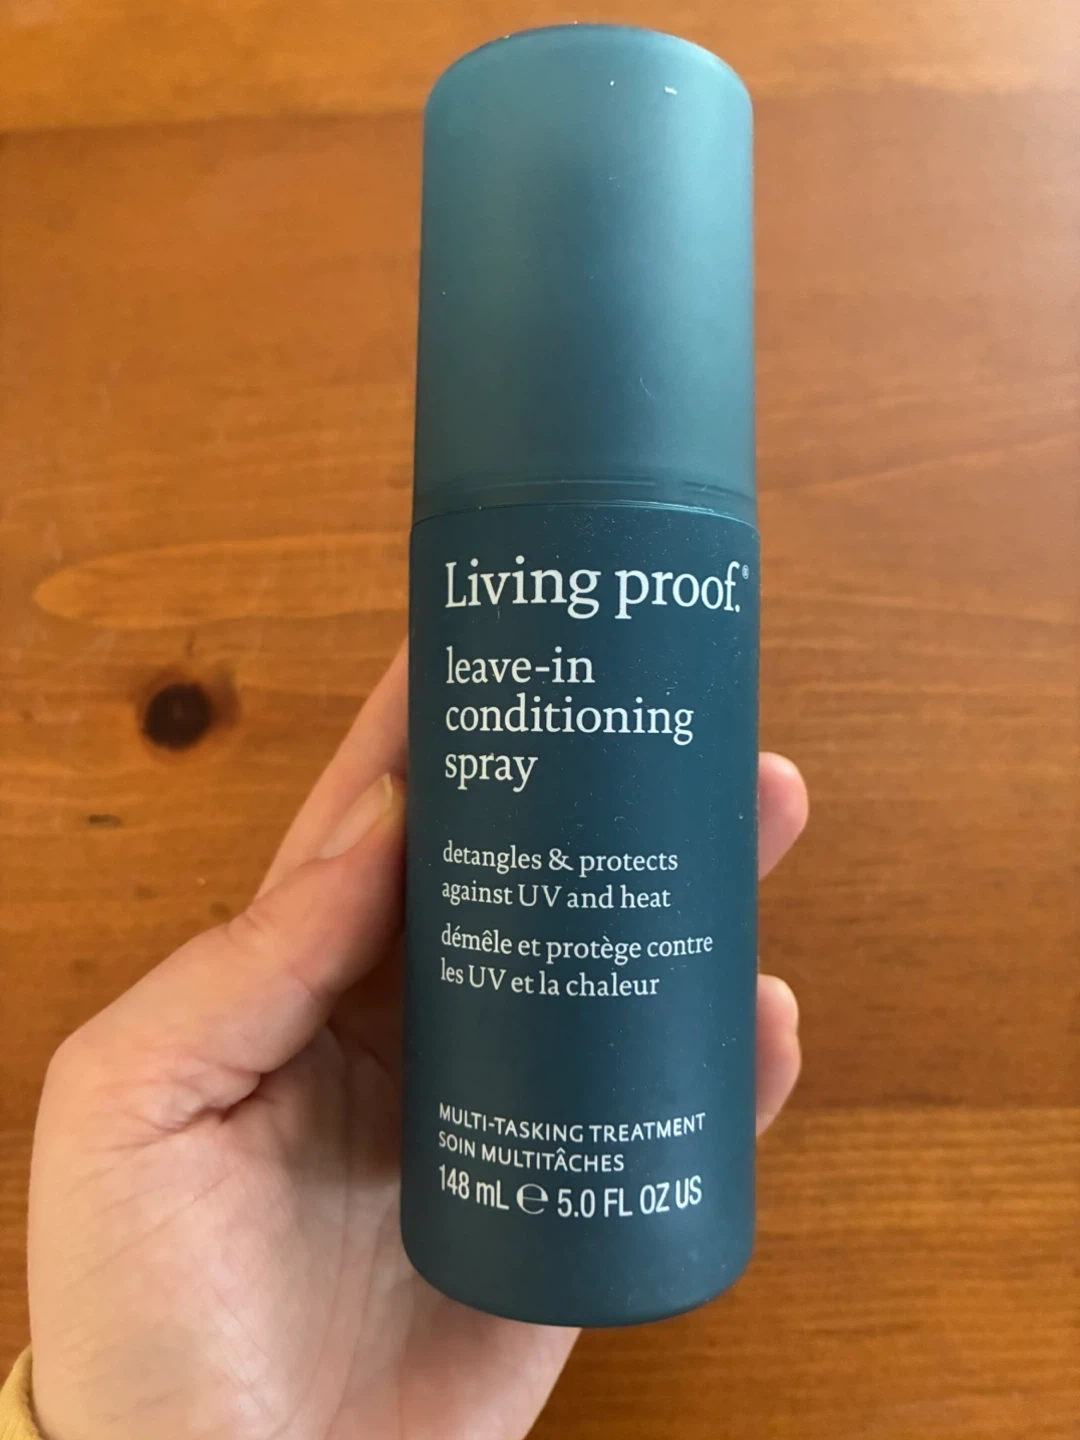 Living proof.®
leave-in
conditioning
spray
detangles & protects
against UV and heat
démêle et protège contre
les UV et la chaleur
MULTI-TASKING TREATMENT
SOIN MULTITÂCHES
148 mL ℮ 5.0 FL OZ US